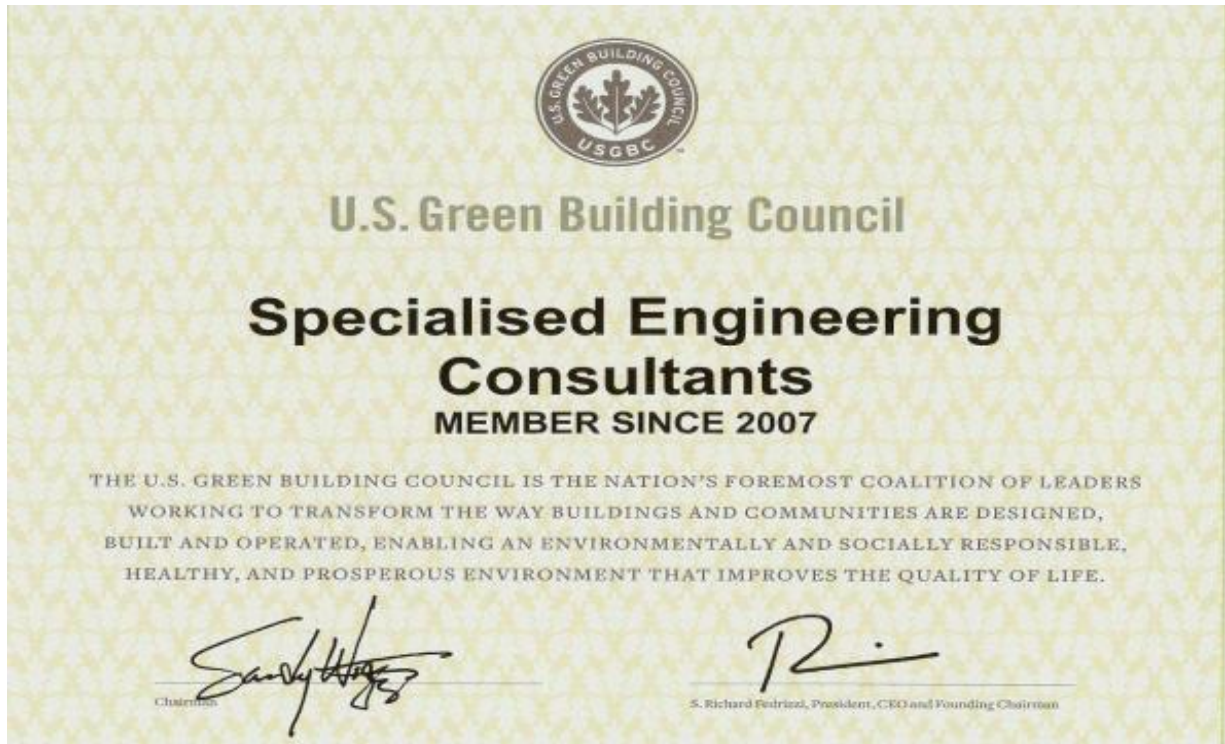 U.S. GREEN BUILDING COUNCIL
USGBC
U.S. Green Building Council
Specialised Engineering
Consultants
MEMBER SINCE 2007
THE U.S. GREEN BUILDING COUNCIL IS THE NATION'S FOREMOST COALITION OF LEADERS
WORKING TO TRANSFORM THE WAY BUILDINGS AND COMMUNITIES ARE DESIGNED,
BUILT AND OPERATED, ENABLING AN ENVIRONMENTALLY AND SOCIALLY RESPONSIBLE,
HEALTHY, AND PROSPEROUS ENVIRONMENT THAT IMPROVES THE QUALITY OF LIFE.
Chairman
S. Richard Fedrizzi, President, CEO and Founding Chairman